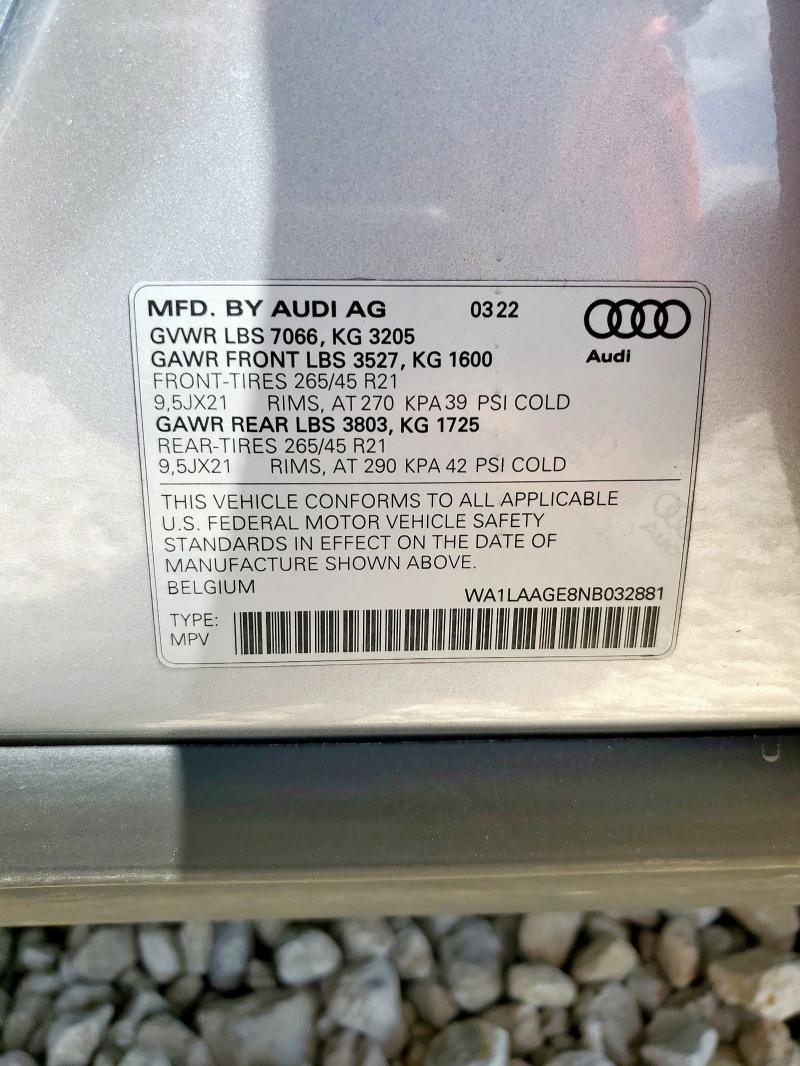 MFD. BY AUDI AG 0322
Audi
GVWR LBS 7066, KG 3205
GAWR FRONT LBS 3527, KG 1600
FRONT-TIRES 265/45 R21
9,5JX21 RIMS, AT 270 KPA 39 PSI COLD
GAWR REAR LBS 3803, KG 1725
REAR-TIRES 265/45 R21
9,5JX21 RIMS, AT 290 KPA 42 PSI COLD
THIS VEHICLE CONFORMS TO ALL APPLICABLE
U.S. FEDERAL MOTOR VEHICLE SAFETY
STANDARDS IN EFFECT ON THE DATE OF
MANUFACTURE SHOWN ABOVE.
BELGIUM WA1LAAGE8NB032881
TYPE:
MPV